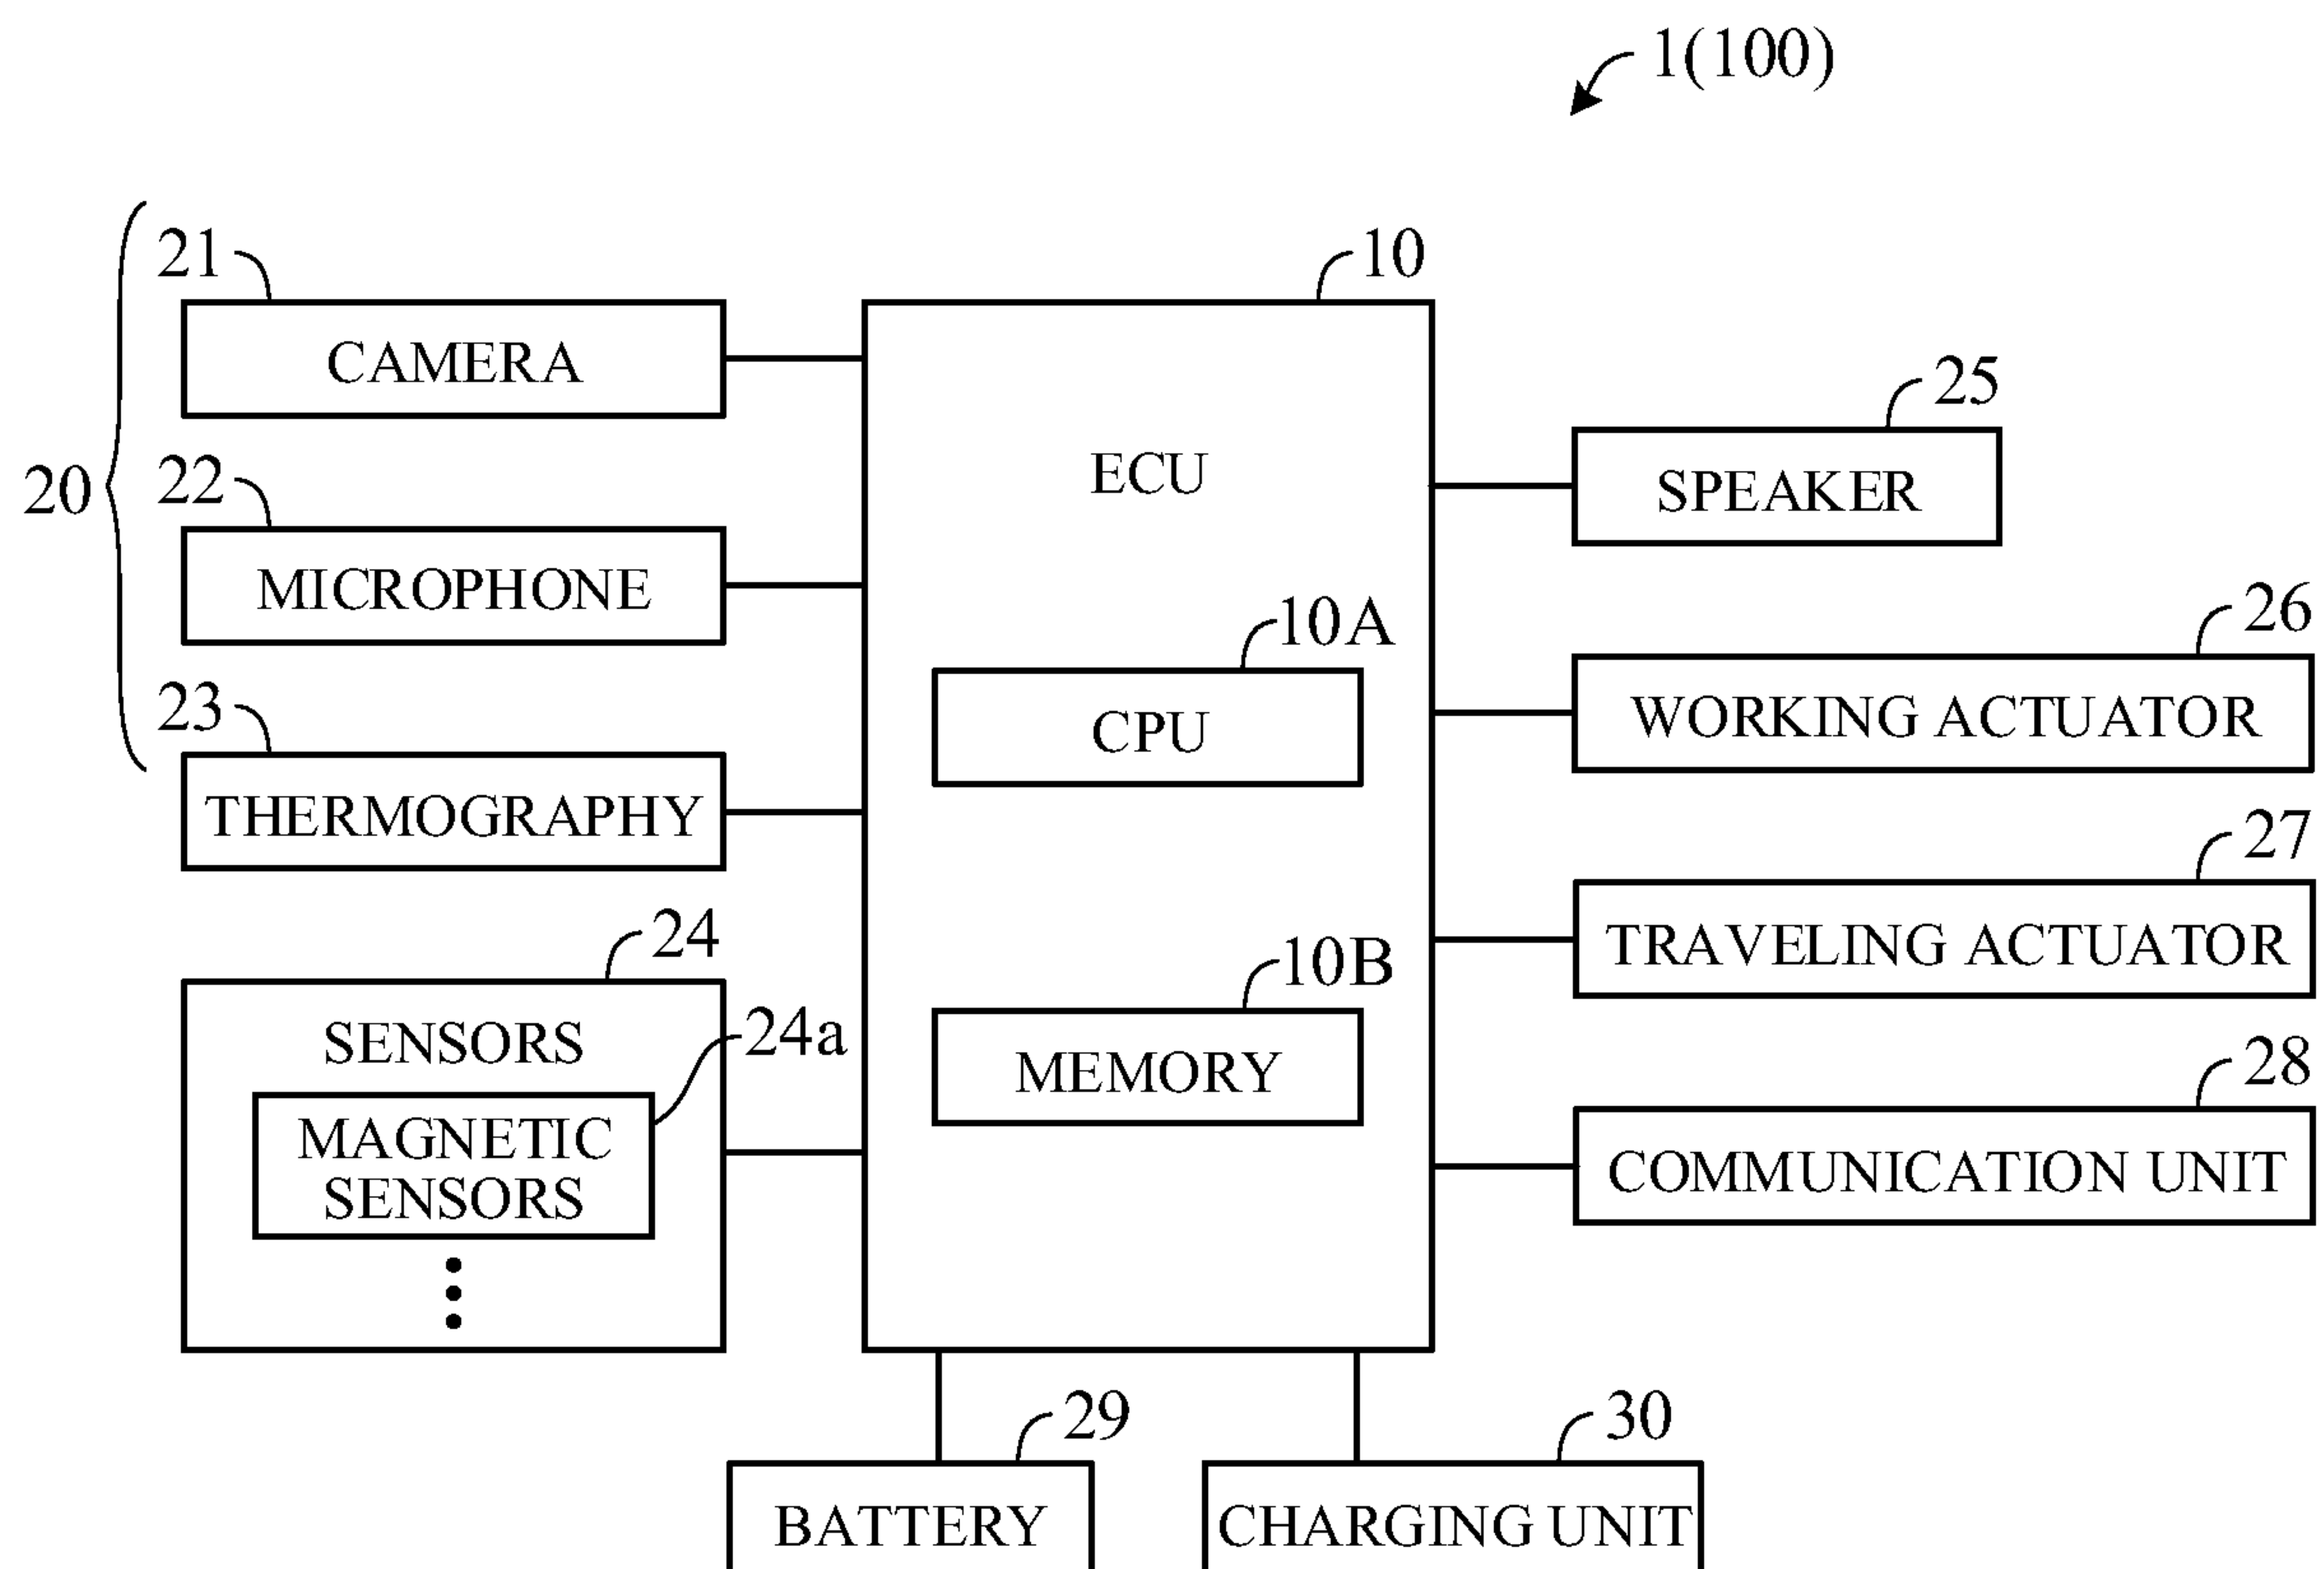 1(100)
20
21
CAMERA
22
MICROPHONE
23
THERMOGRAPHY
24
SENSORS
24a
MAGNETIC
SENSORS
10
ECU
10A
CPU
10B
MEMORY
25
SPEAKER
26
WORKING ACTUATOR
27
TRAVELING ACTUATOR
28
COMMUNICATION UNIT
29
BATTERY
30
CHARGING UNIT